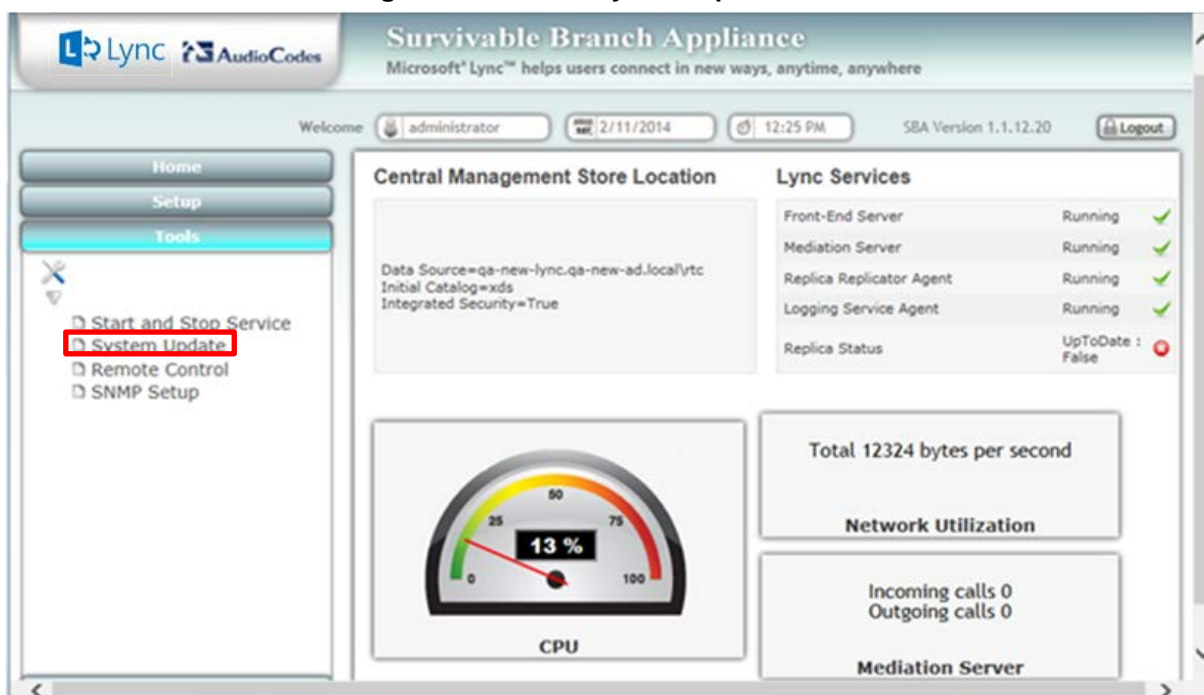 Lync AudioCodes
Survivable Branch Appliance
Microsoft® Lync™ helps users connect in new ways, anytime, anywhere
Welcome administrator 2/11/2014 12:25 PM SBA Version 1.1.12.20 Logout
Home
Setup
Tools
Start and Stop Service
System Update
Remote Control
SNMP Setup
Central Management Store Location
Data Source=qa-new-lync.qa-new-ad.local\rtc
Initial Catalog=xds
Integrated Security=True
Lync Services
Front-End Server Running
Mediation Server Running
Replica Replicator Agent Running
Logging Service Agent Running
Replica Status UpToDate :
False
0 25 50 75 100
13 %
CPU
Total 12324 bytes per second
Network Utilization
Incoming calls 0
Outgoing calls 0
Mediation Server